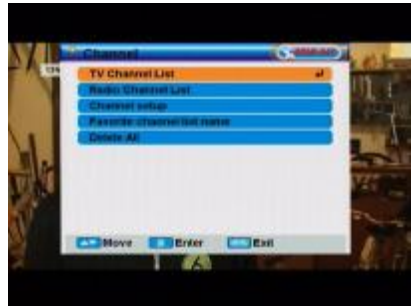 Channel
TV Channel List
Radio Channel List
Channel setup
Favorite channel list name
Delete All
Move
Enter
Exit